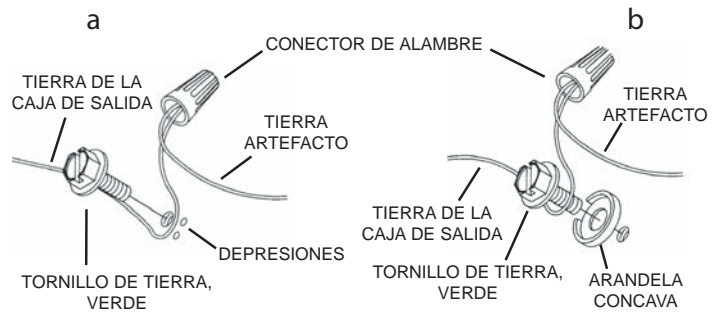 a
b
CONECTOR DE ALAMBRE
TIERRA DE LA
CAJA DE SALIDA
TIERRA
ARTEFACTO
DEPRESIONES
TORNILLO DE TIERRA,
VERDE
TIERRA
ARTEFACTO
TIERRA DE LA
CAJA DE SALIDA
TORNILLO DE TIERRA,
VERDE
ARANDELA
CONCAVA